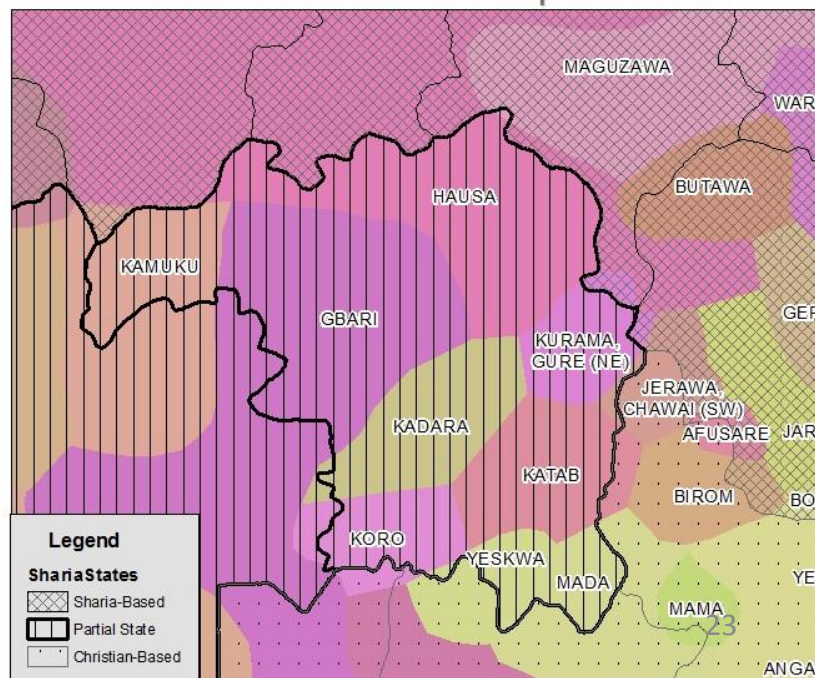 MAGUZAWA
WAR
BUTAWA
HAUSA
KAMUKU
GBARI
GER
KURAMA,
GURE (NE)
JERAWA,
CHAWAI (SW)
KADARA
AFUSARE
JAR
KATAB
BIROM
BO
KORO
YESKWA
MADA
YE
MAMA
23
ANGA
Legend
ShariaStates
Sharia-Based
Partial State
Christian-Based